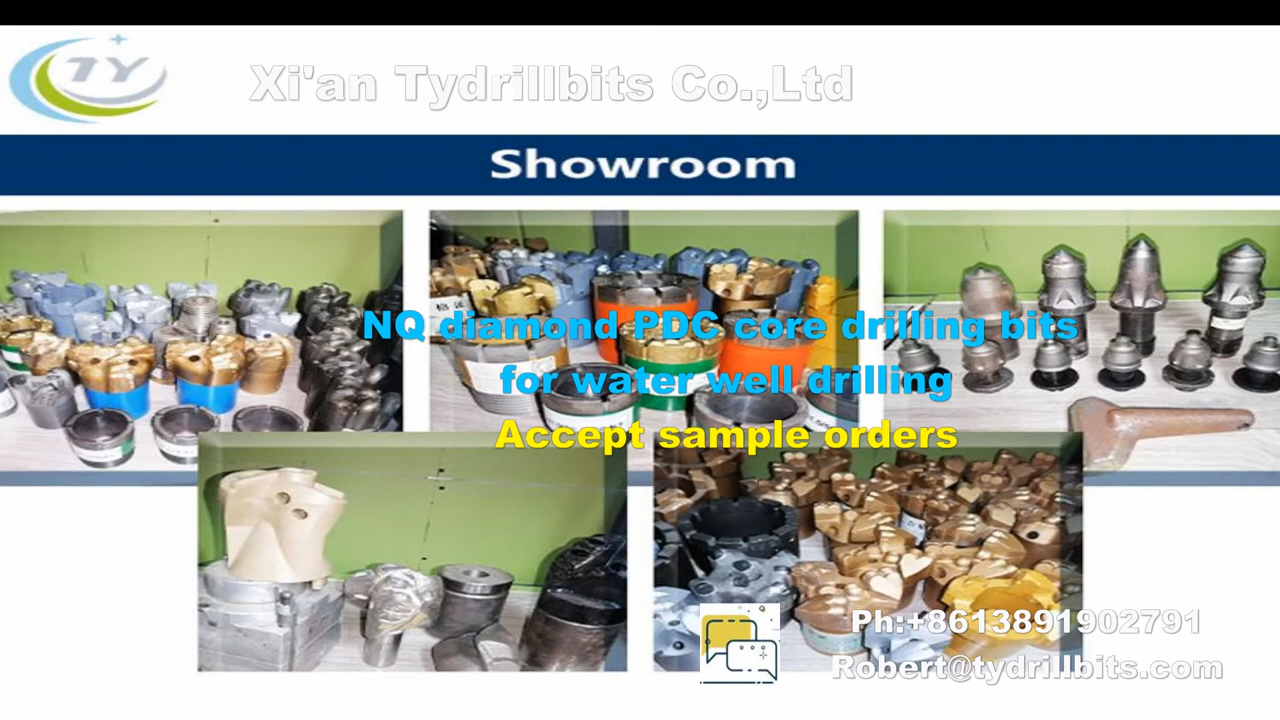 TY
Xi'an Tydrillbits Co.,Ltd
Showroom
NQ diamond PDC core drilling bits
for water well drilling
Accept sample orders
Ph:+8613891902791
Robert@tydrillbits.com